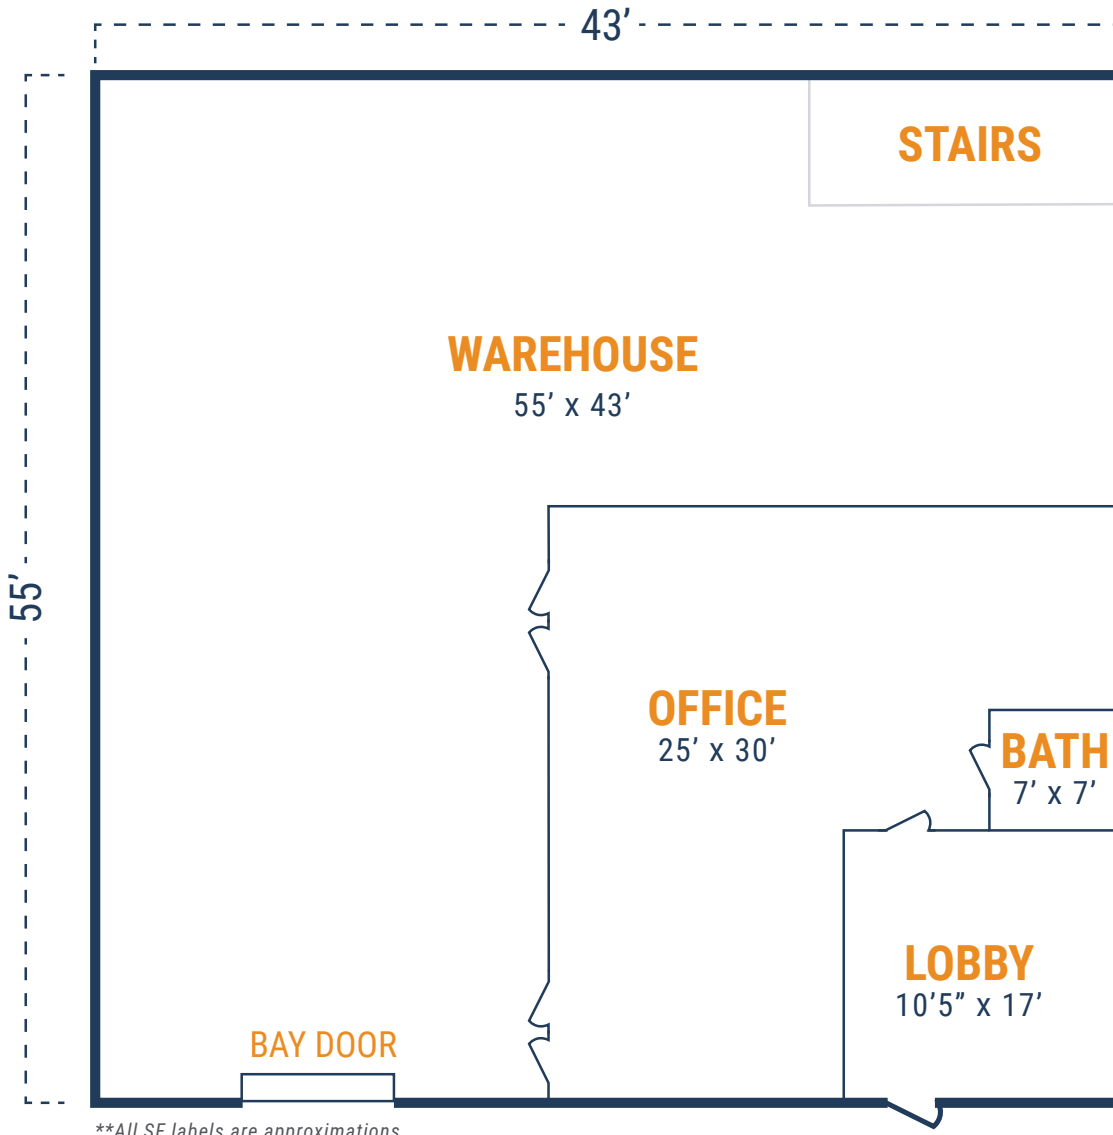 43’
STAIRS
WAREHOUSE
55’ x 43’
55’
OFFICE
25’ x 30’
BATH
7’ x 7’
LOBBY
10’5” x 17’
BAY DOOR
**All SF labels are approximations